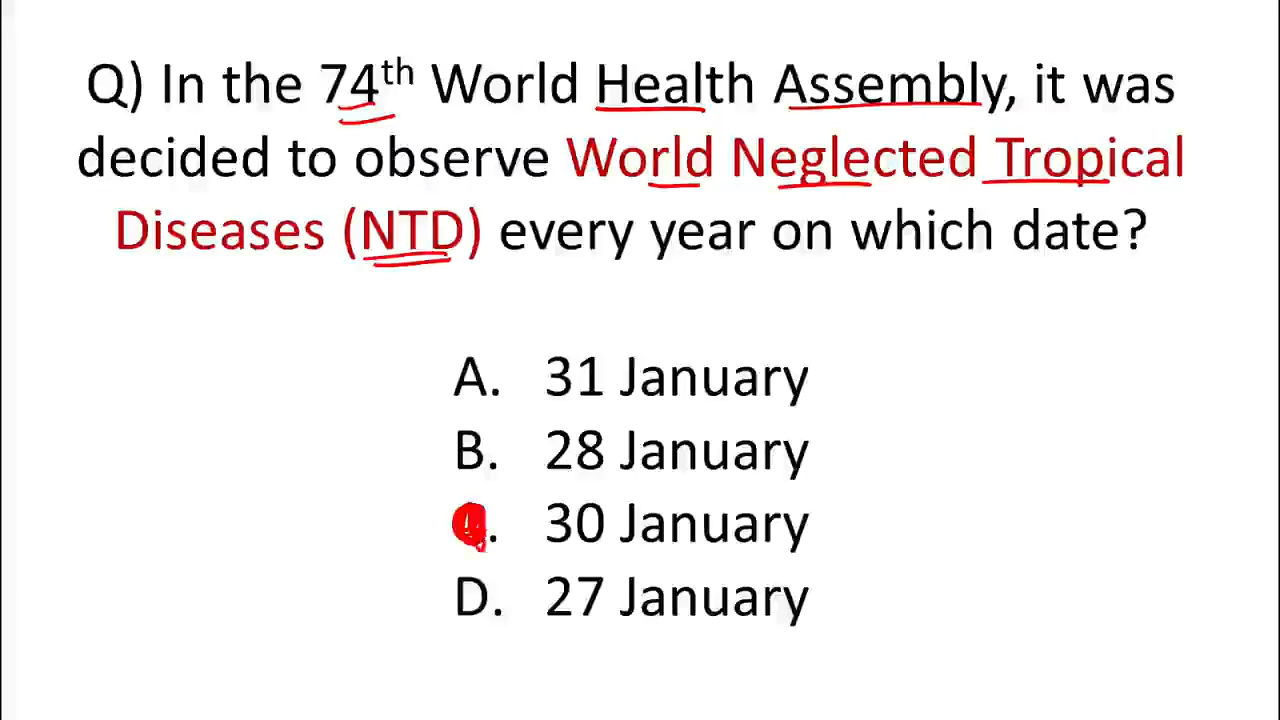 Q) In the 74th World Health Assembly, it was
decided to observe World Neglected Tropical
Diseases (NTD) every year on which date?
A. 31 January
B. 28 January
. 30 January
D. 27 January